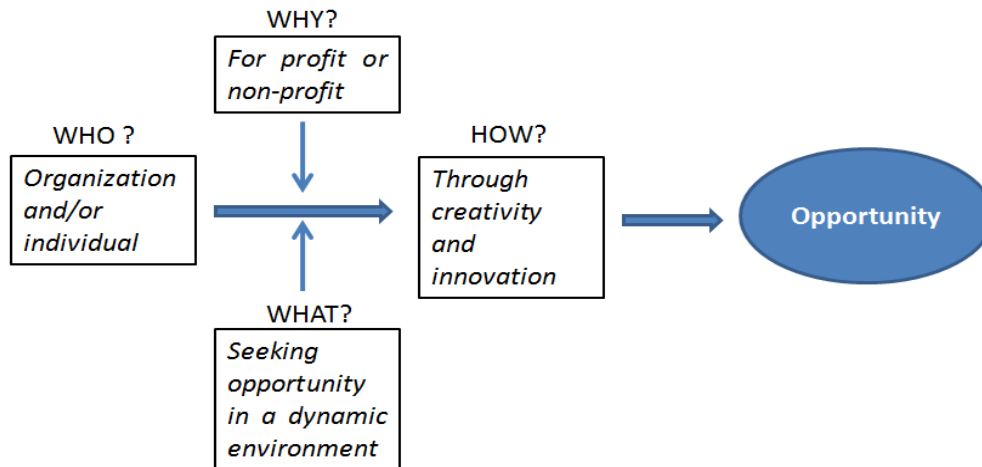 WHY?
For profit or
non-profit
WHO ?
Organization
and/or
individual
HOW?
Through
creativity
and
innovation
Opportunity
WHAT?
Seeking
opportunity
in a dynamic
environment